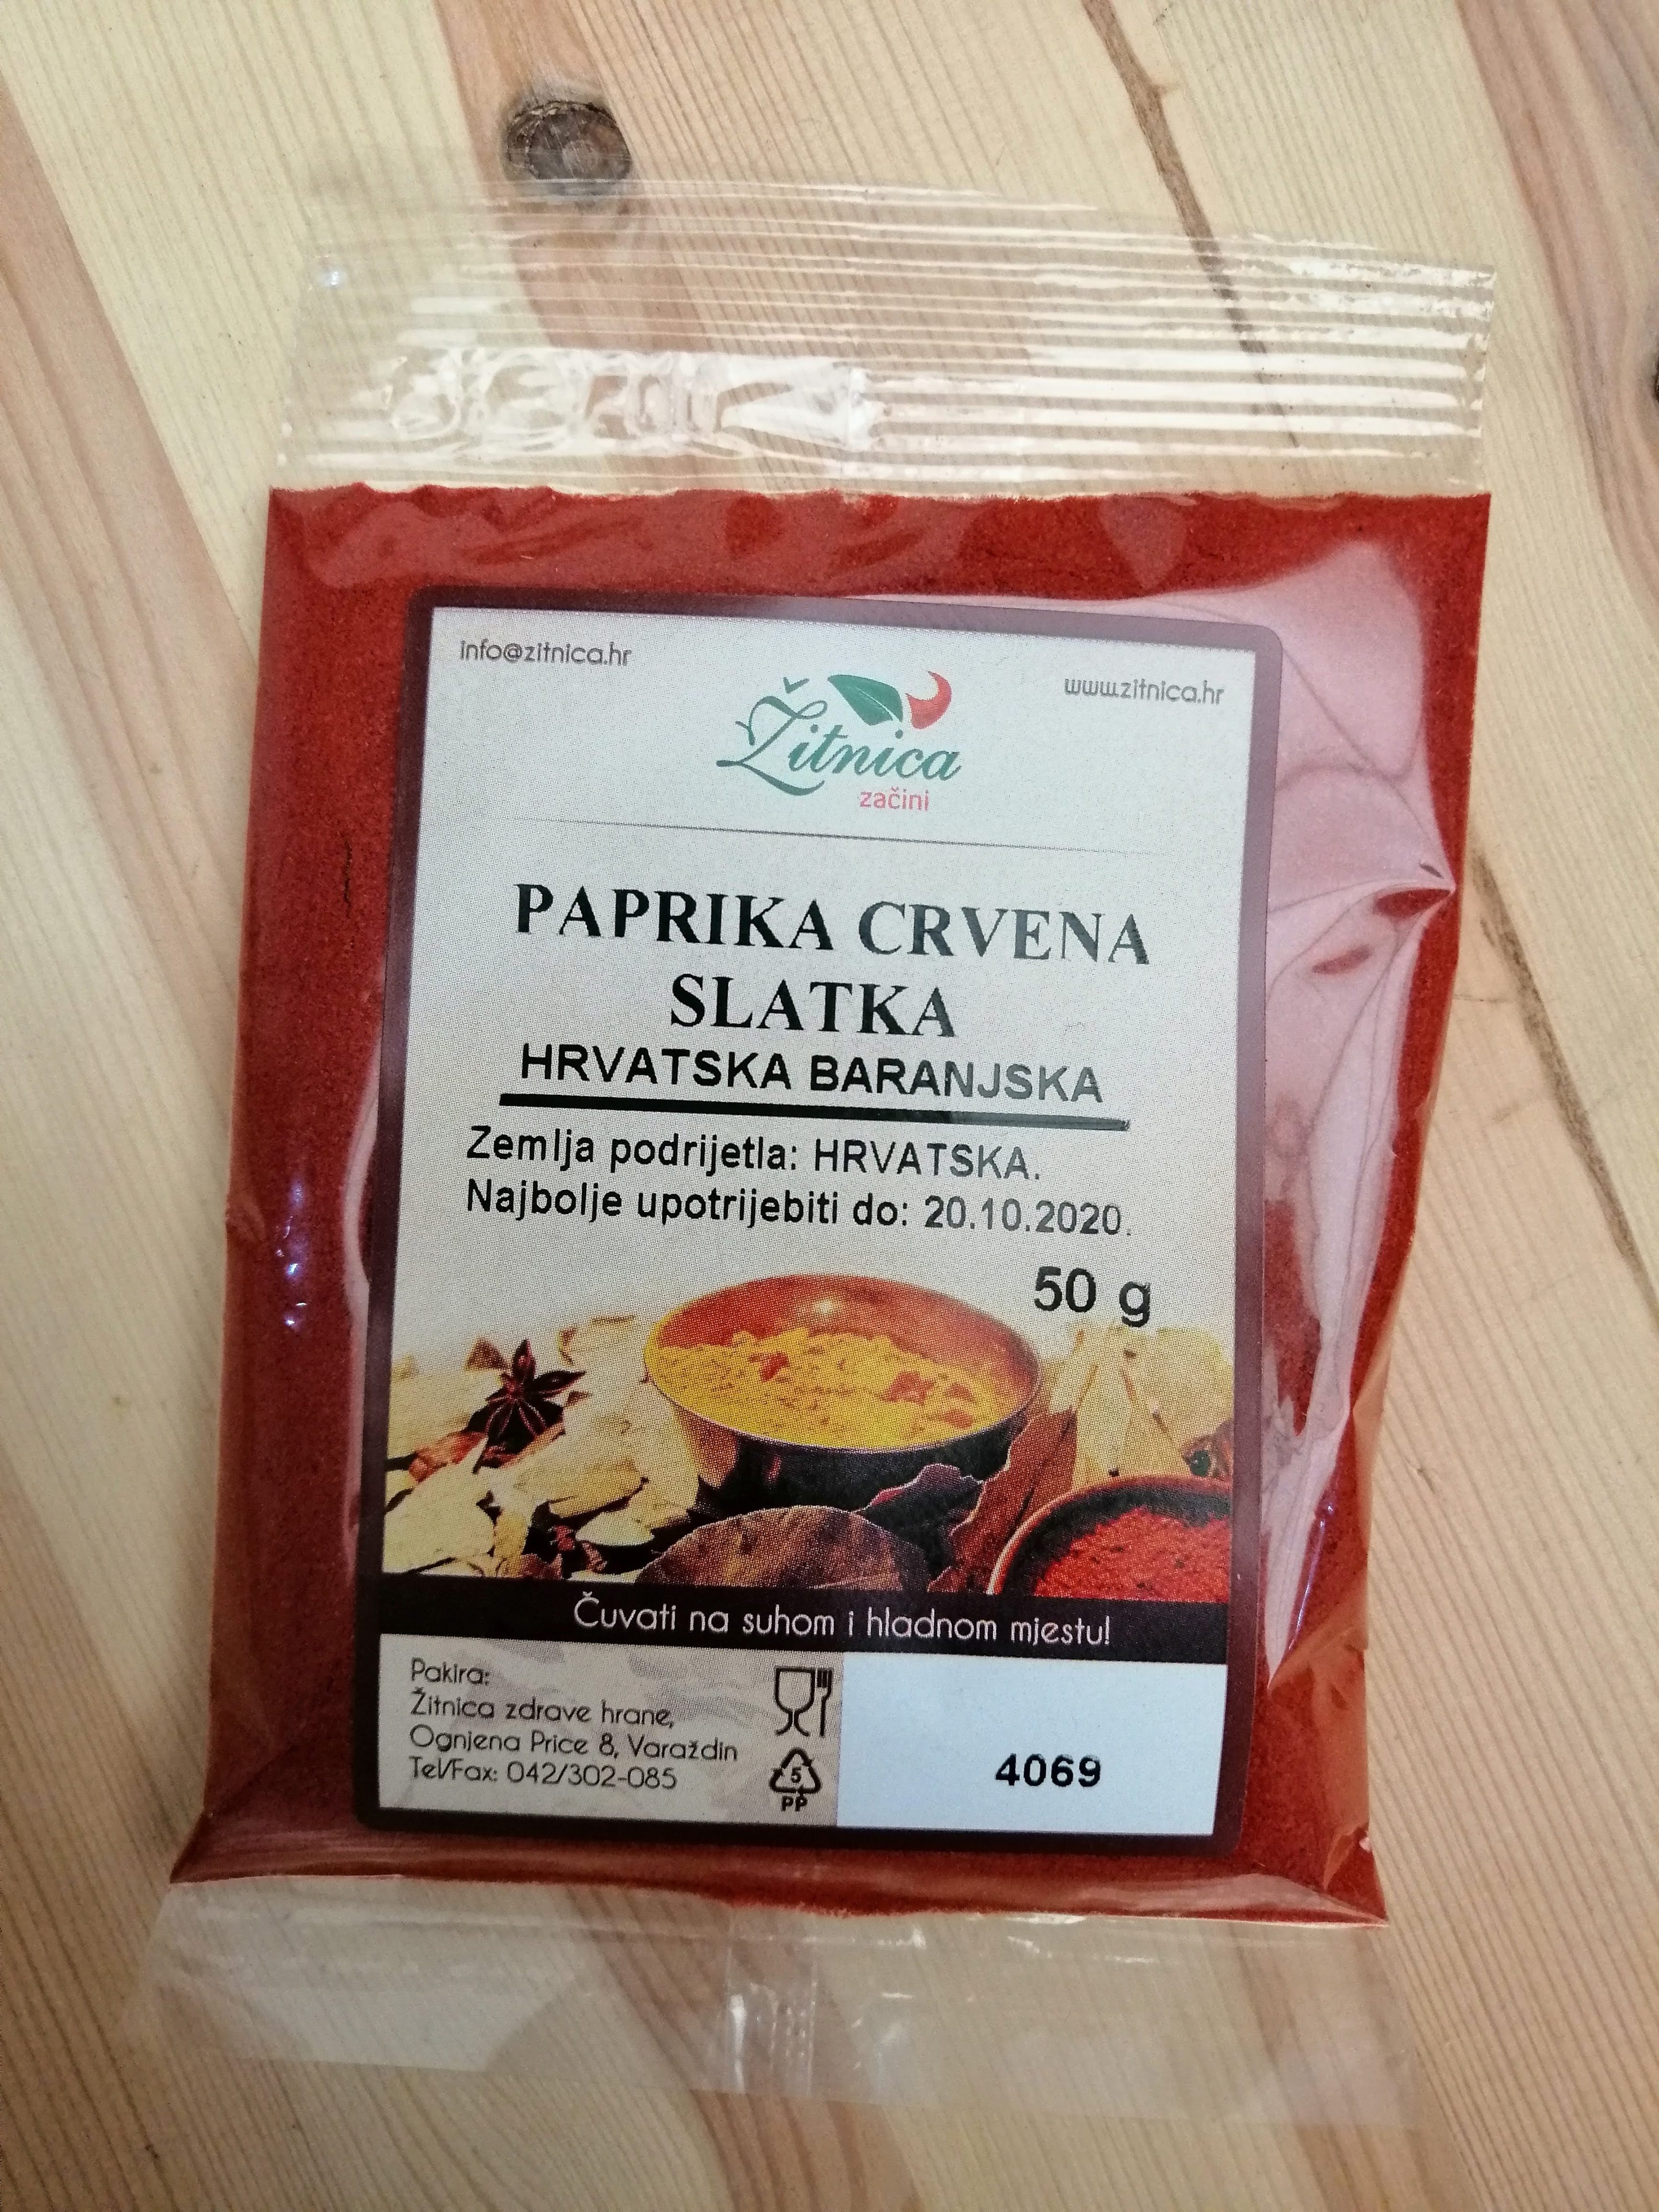 info@zitnica.hr
www.zitnica.hr
Žitnica
začini
PAPRIKA CRVENA
SLATKA
HRVATSKA BARANJSKA
Zemlja podrijetla: HRVATSKA.
Najbolje upotrijebiti do: 20.10.2020.
50 g
Čuvati na suhom i hladnom mjestu!
Pakira:
Žitnica zdrave hrane,
Ognjena Price 8, Varaždin
Tel/Fax: 042/302-085
5
PP
4069